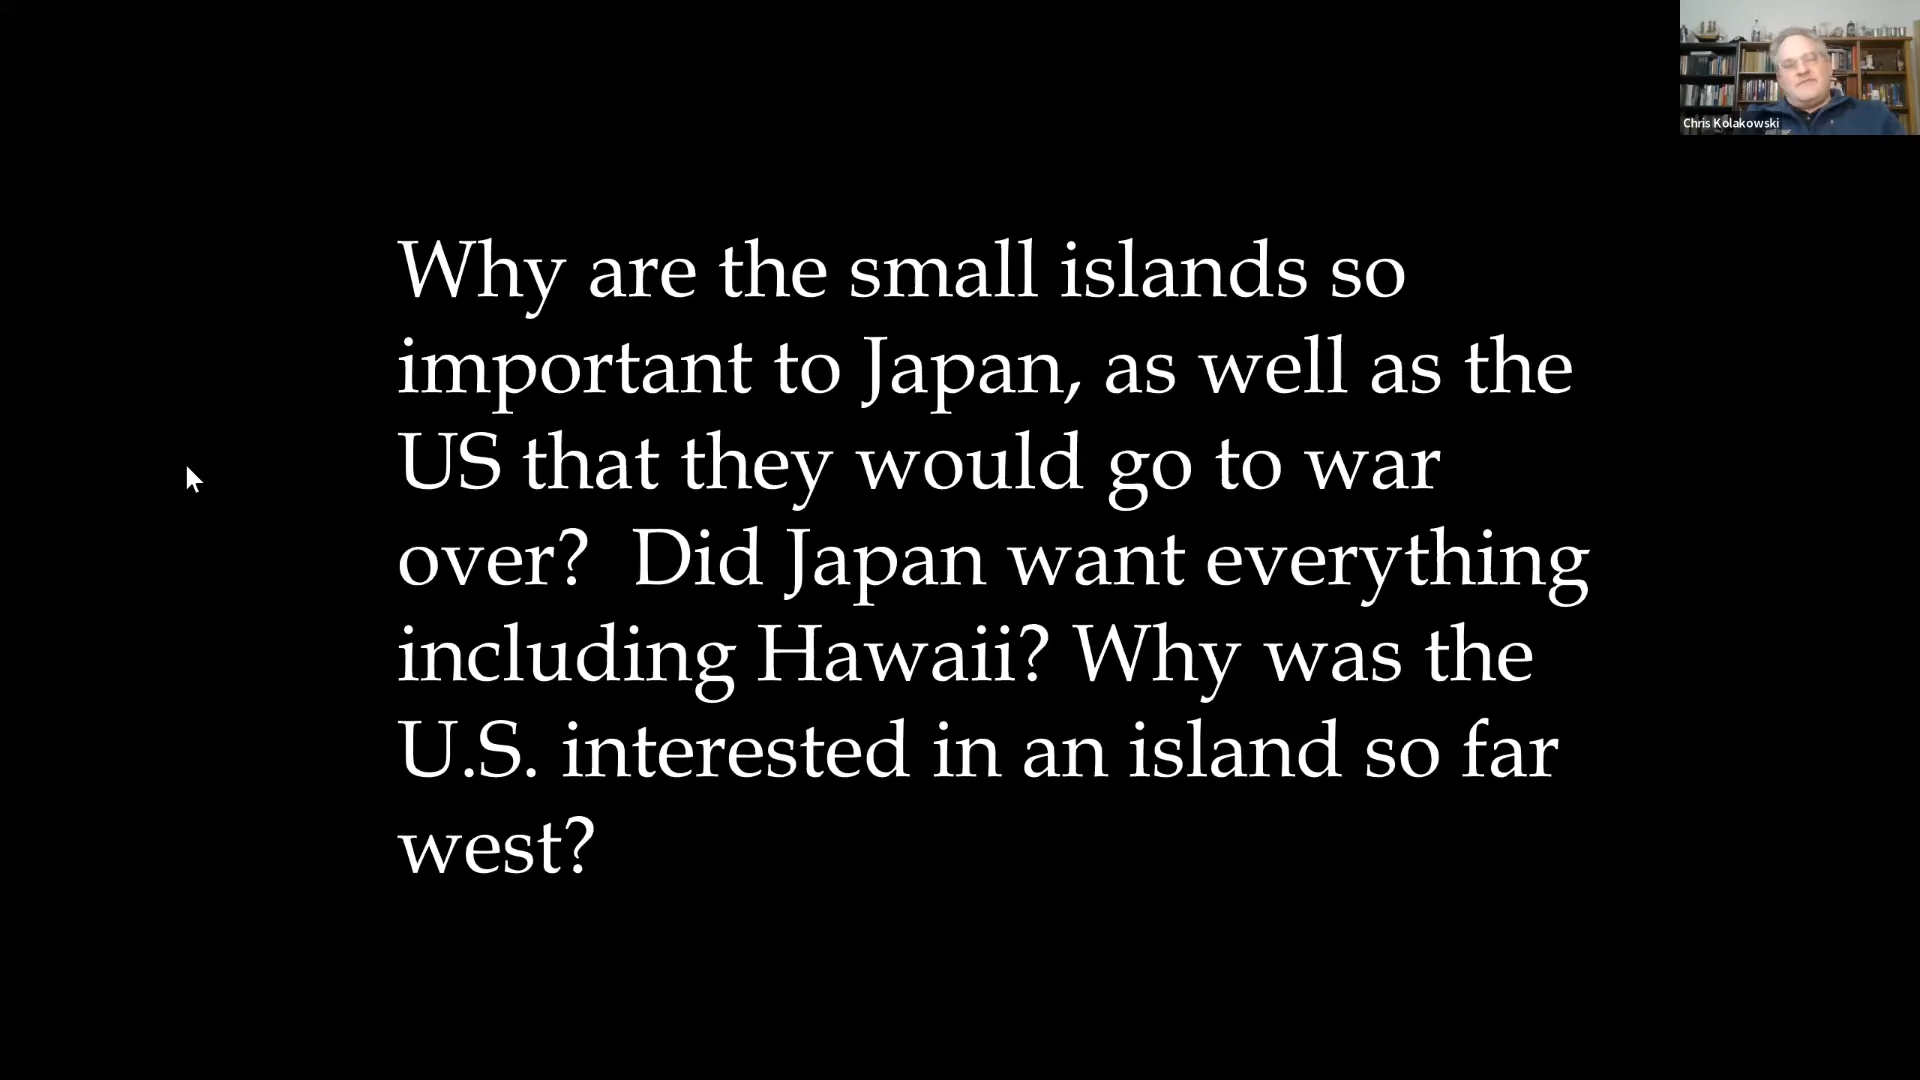 Chris Kolakowski
Why are the small islands so
important to Japan, as well as the
US that they would go to war
over?  Did Japan want everything
including Hawaii? Why was the
U.S. interested in an island so far
west?